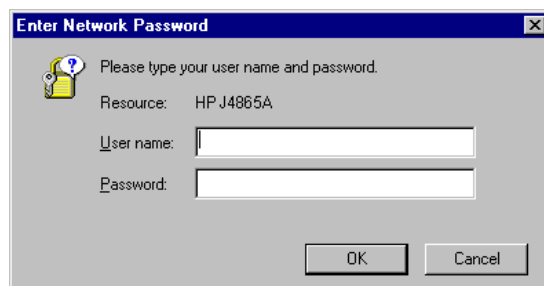 Enter Network Password
Please type your user name and password.
Resource: HP J4865A
User name:
Password:
OK Cancel